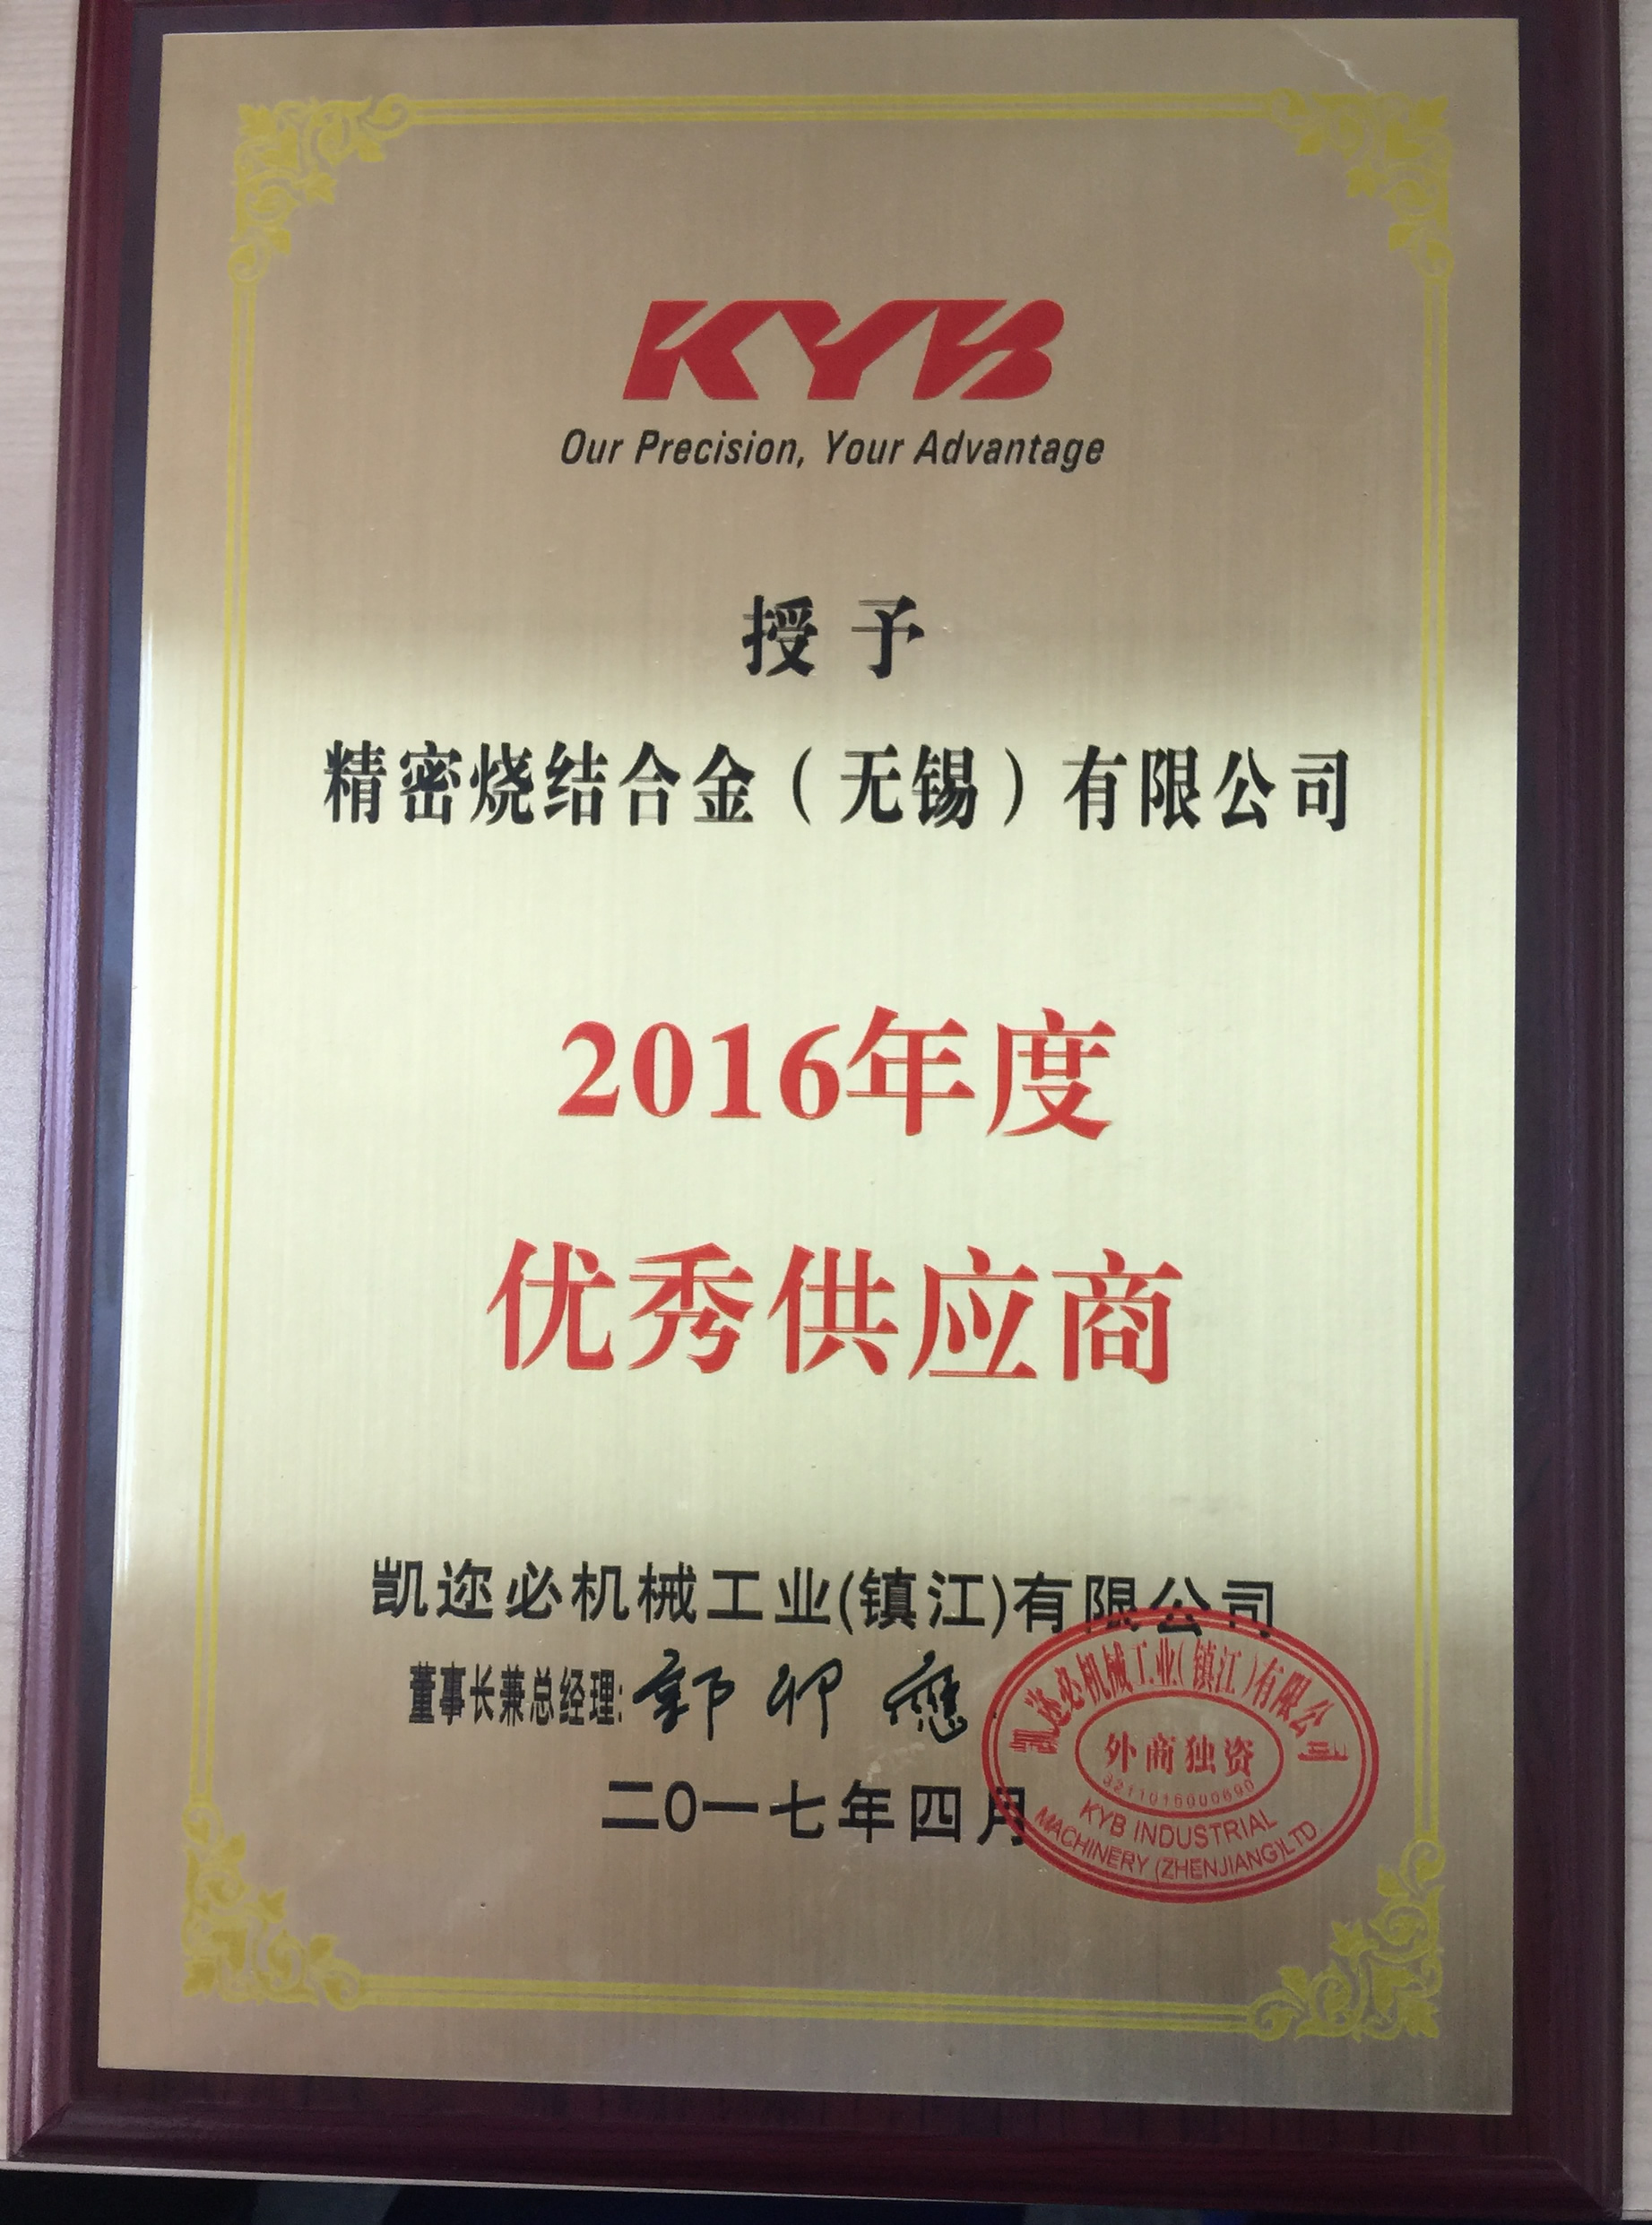 KYB
Our Precision, Your Advantage
授予
精密烧结合金（无锡）有限公司
2016年度
优秀供应商
凯迩必机械工业(镇江)有限公司
董事长兼总经理:
二〇一七年四月
凯迩必机械工业(镇江)有限公司
外商独资
3211016000690
KYB INDUSTRIAL
MACHINERY (ZHENJIANG)LTD